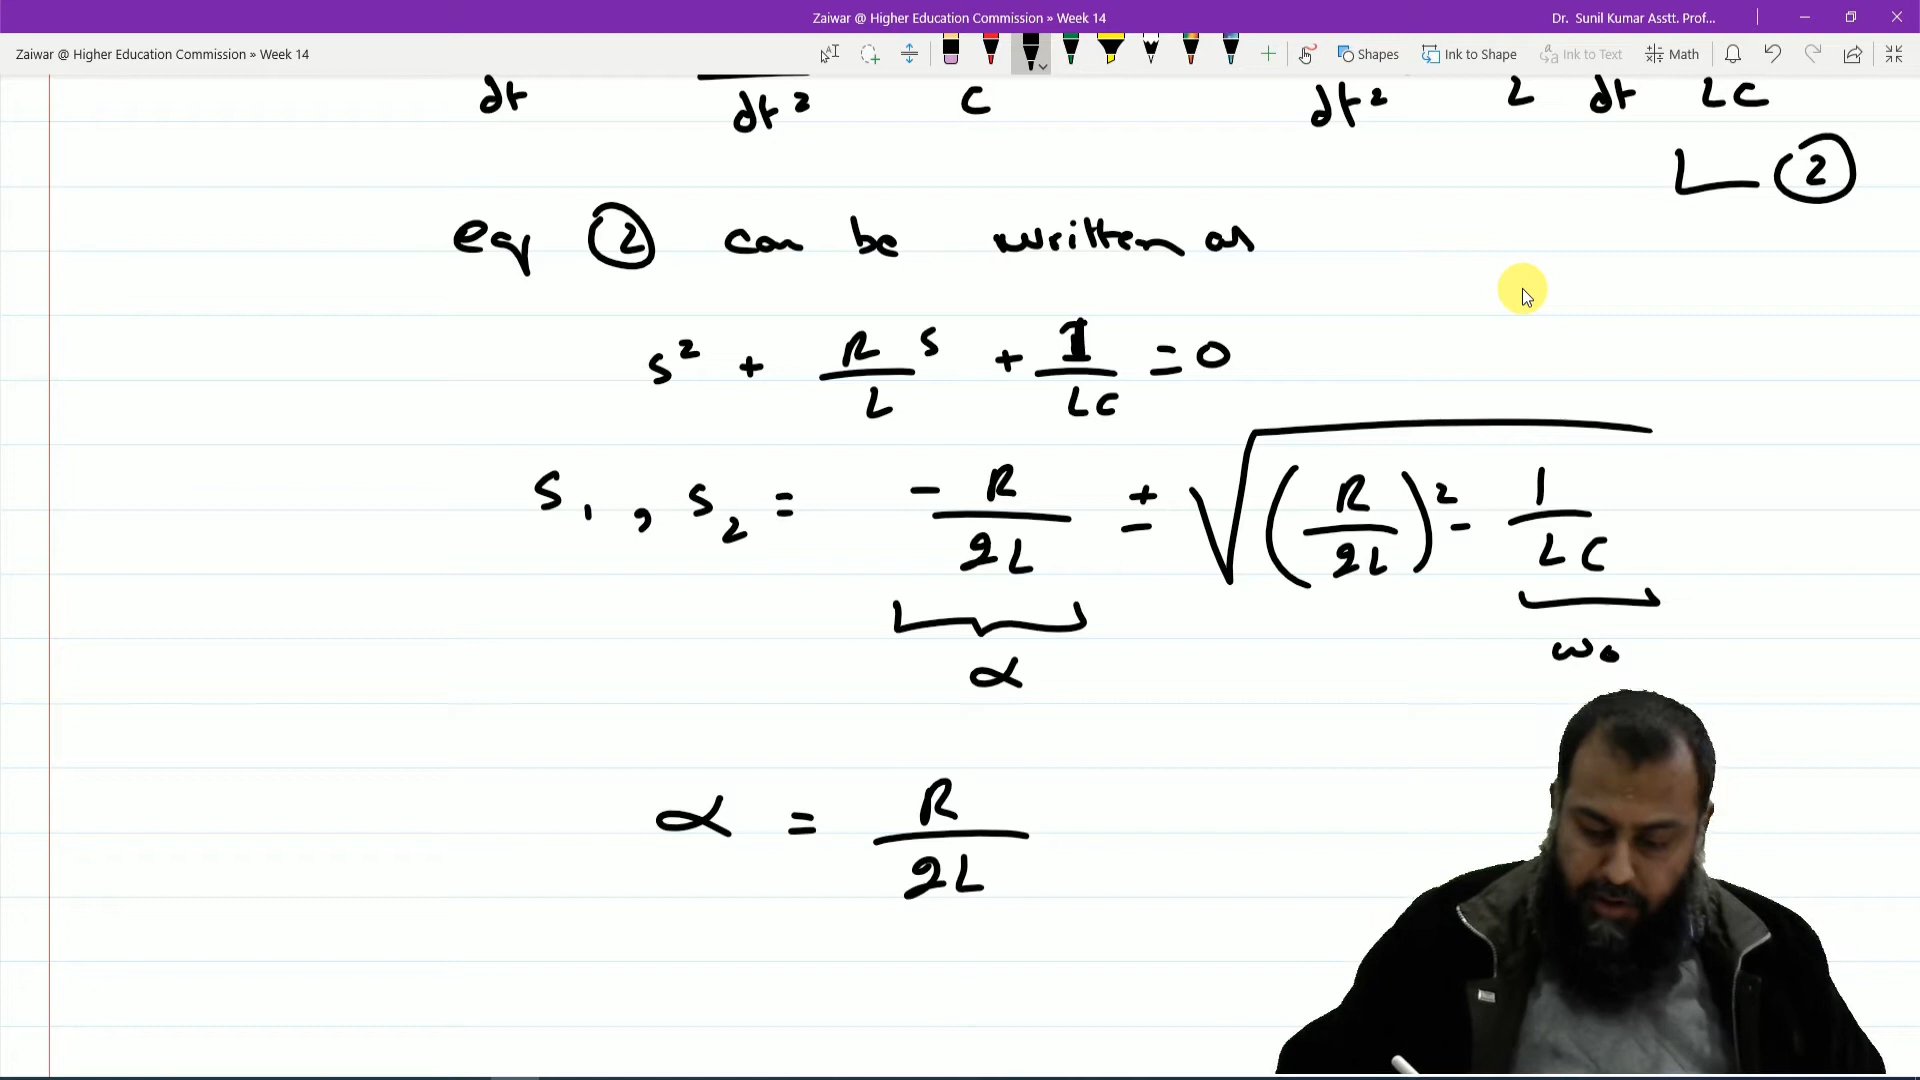 Zaiwar @ Higher Education Commission » Week 14
Dr. Sunil Kumar Asstt. Prof...
Zaiwar @ Higher Education Commission » Week 14
Shapes
Ink to Shape
Ink to Text
Math
dt dt² C dt² L dt LC
2
eq 2 can be written as
s² + R/L s + 1/LC = 0
s₁, s₂ = -R/2L ± √((R/2L)² - 1/LC)
α ω₀
α = R/2L